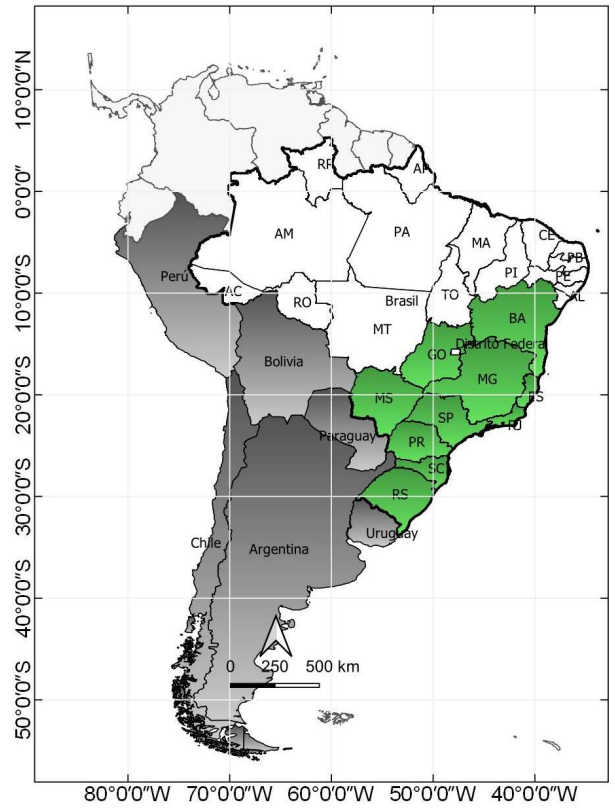 10°0'0"N
0°0'0"S
10°0'0"S
20°0'0"S
30°0'0"S
40°0'0"S
50°0'0"S
RR
AP
AM
PA
MA
CE
PB
PE
AL
PI
TO
AC
RO
Brasil
MT
BA
Perú
Bolivia
GO
Distrito Federal
MG
ES
MS
SP
RJ
Paraguay
PR
SC
RS
Uruguay
Chile
Argentina
0 250 500 km
80°0'0"W 70°0'0"W 60°0'0"W 50°0'0"W 40°0'0"W